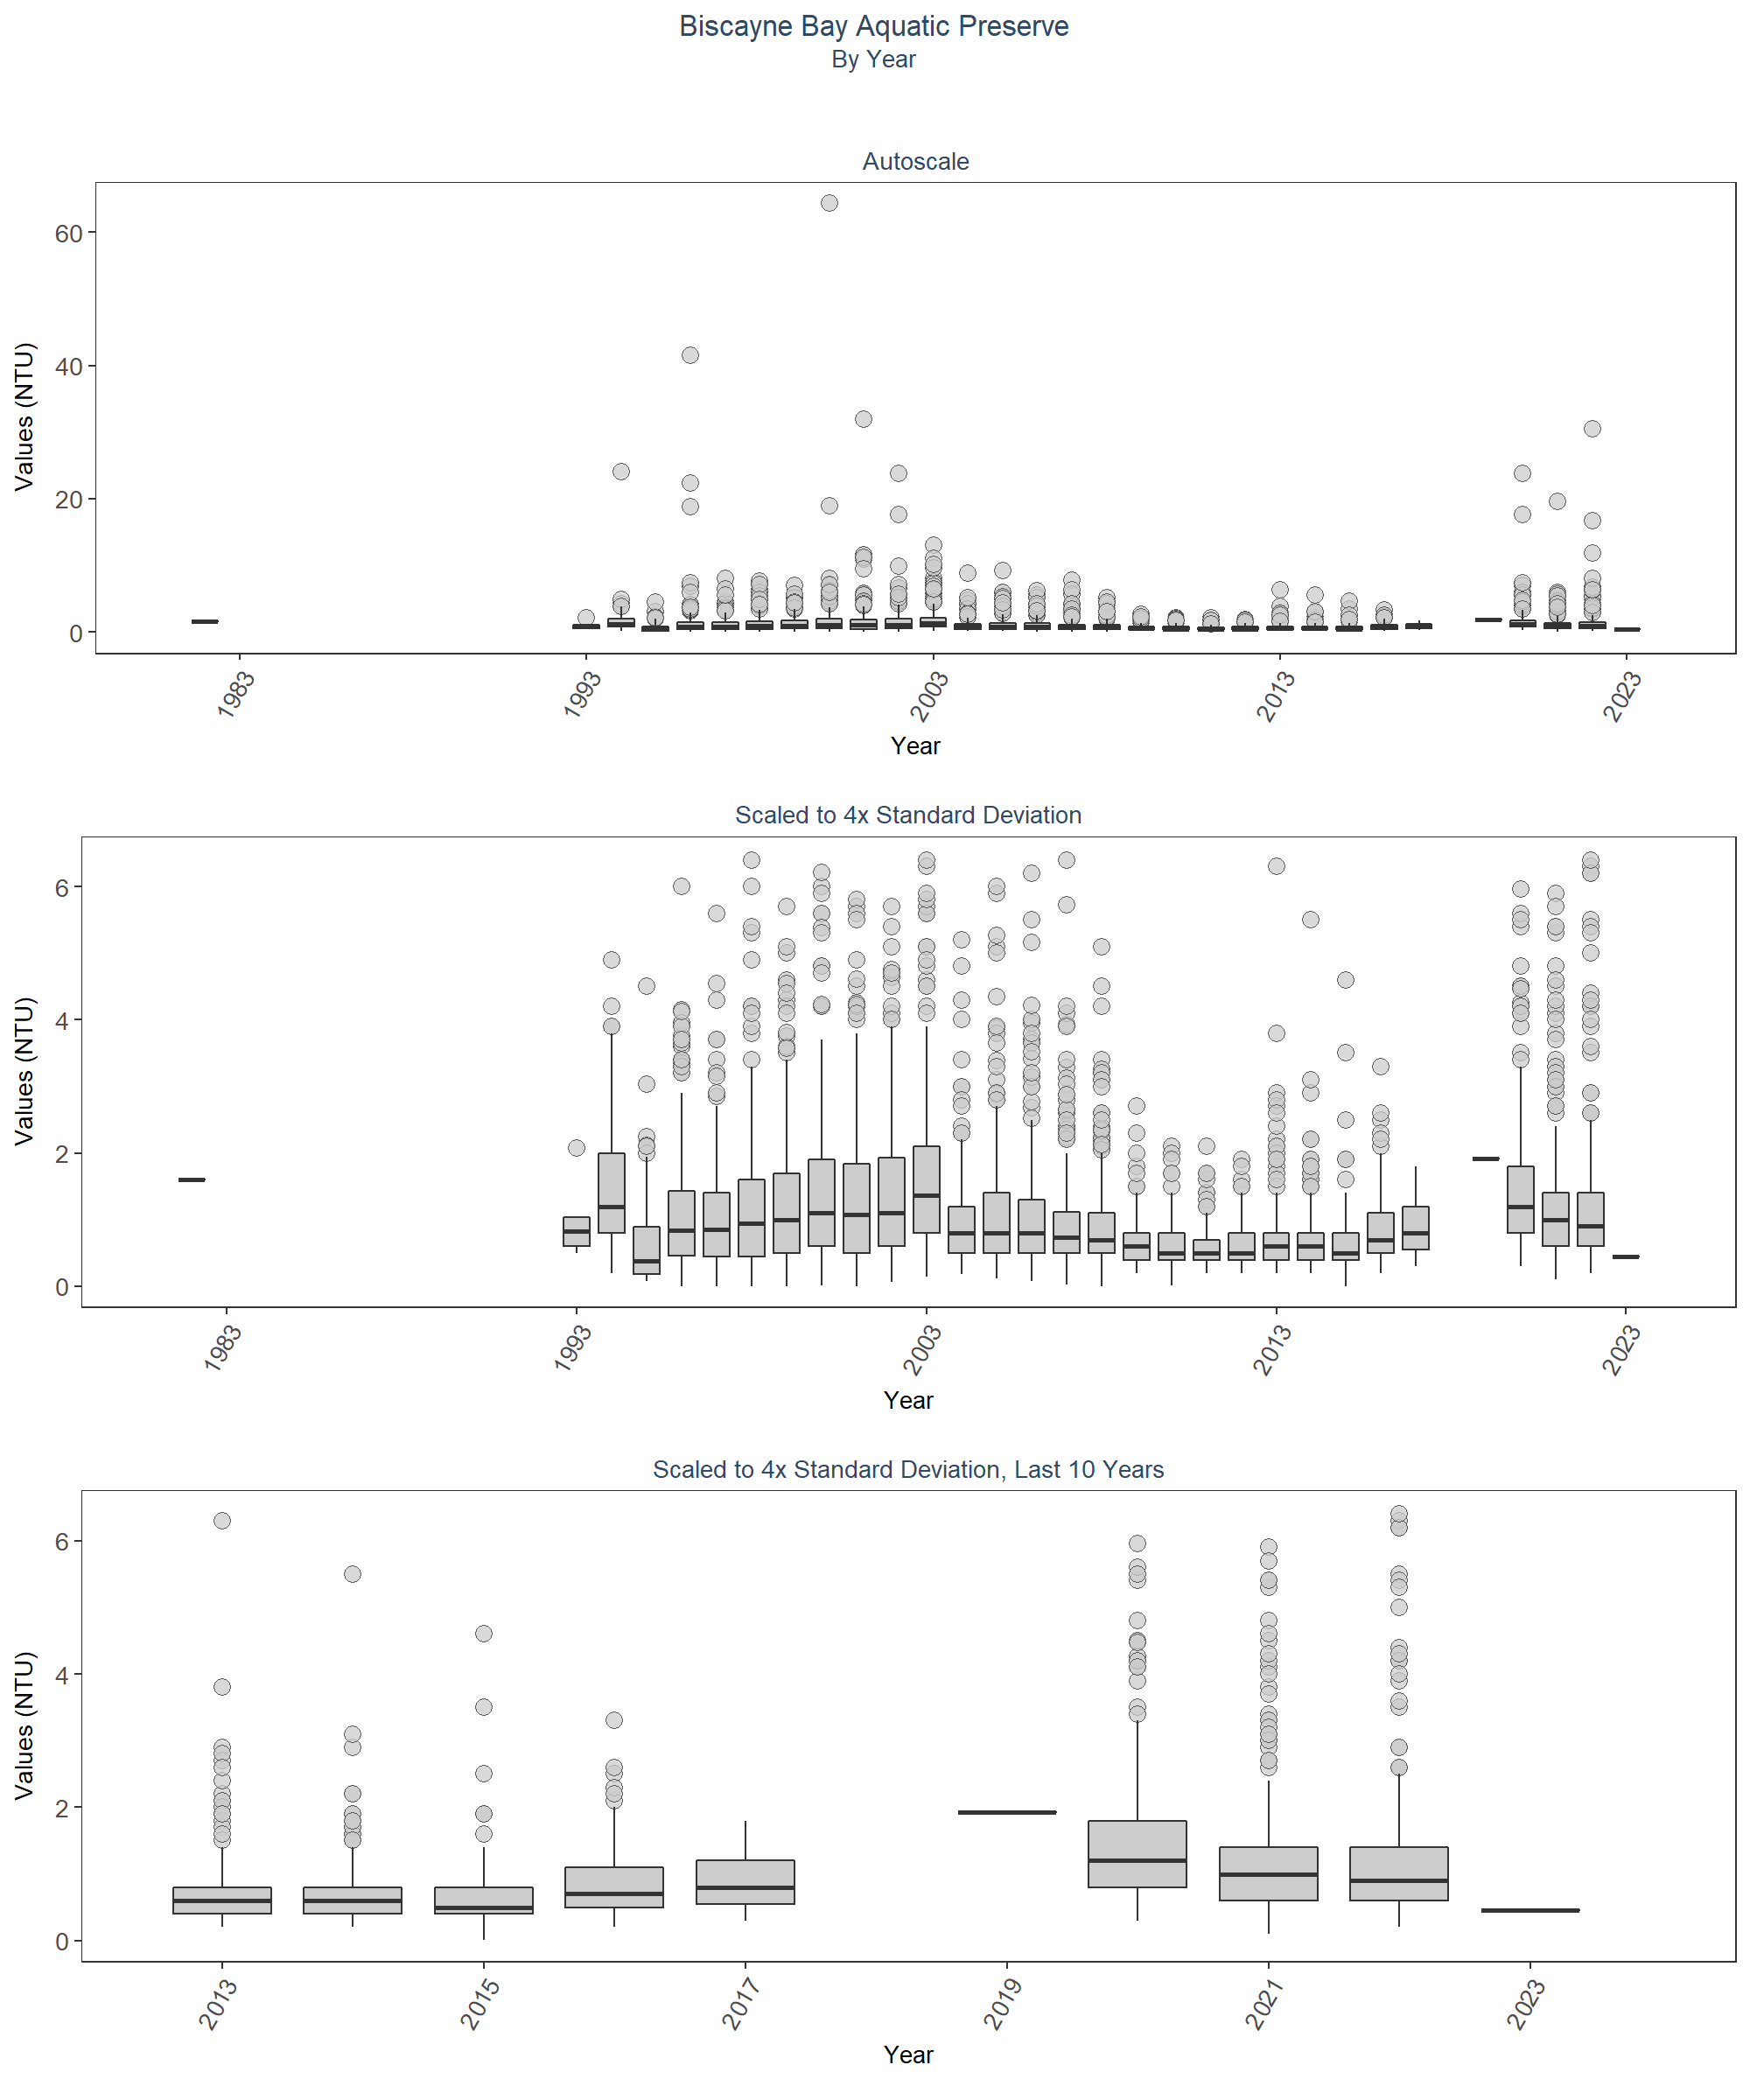 Biscayne Bay Aquatic Preserve
By Year
Autoscale
Values (NTU)
60
40
20
0
1983
1993
2003
2013
2023
Year
Scaled to 4x Standard Deviation
Values (NTU)
6
4
2
0
1983
1993
2003
2013
2023
Year
Scaled to 4x Standard Deviation, Last 10 Years
Values (NTU)
6
4
2
0
2013
2015
2017
2019
2021
2023
Year